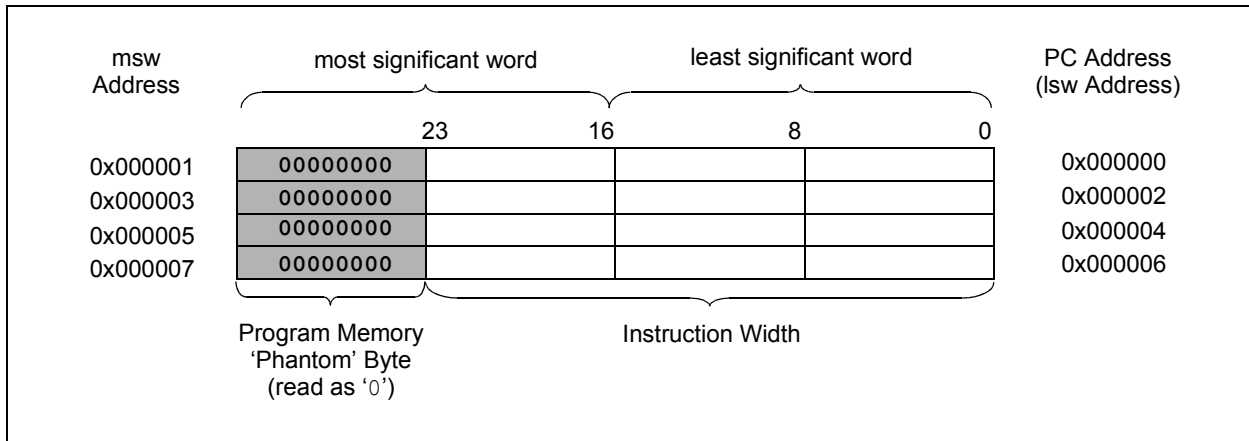 msw
Address
most significant word
least significant word
PC Address
(lsw Address)
23 16 8 0
0x000001 00000000 0x000000
0x000003 00000000 0x000002
0x000005 00000000 0x000004
0x000007 00000000 0x000006
Program Memory
‘Phantom’ Byte
(read as ‘0’)
Instruction Width